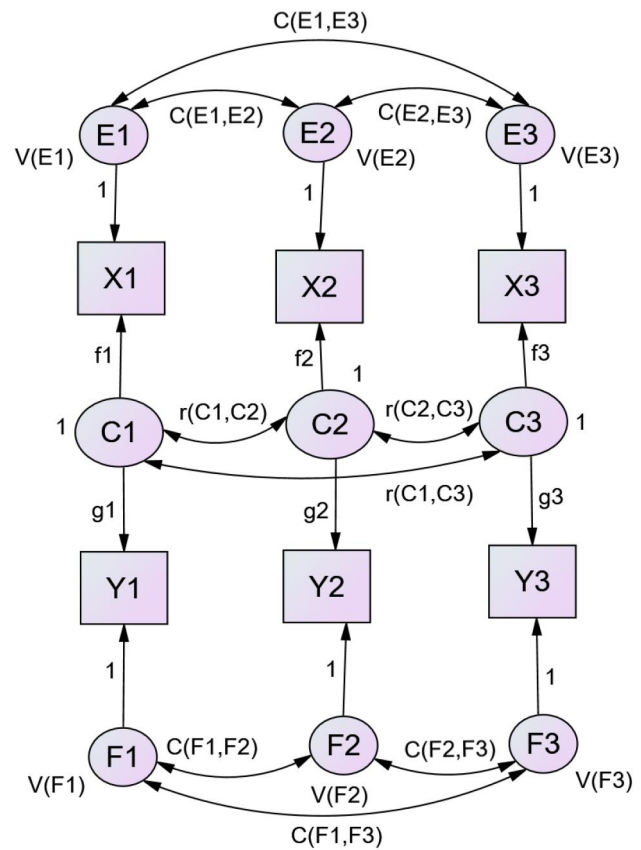 C(E1,E3)
C(E1,E2)
C(E2,E3)
E1
E2
E3
V(E1)
V(E2)
V(E3)
1
1
1
X1
X2
X3
f1
f2
f3
1
1
r(C1,C2)
r(C2,C3)
C1
C2
C3
1
r(C1,C3)
g1
g2
g3
Y1
Y2
Y3
1
1
1
C(F1,F2)
C(F2,F3)
F1
F2
F3
V(F1)
V(F2)
V(F3)
C(F1,F3)